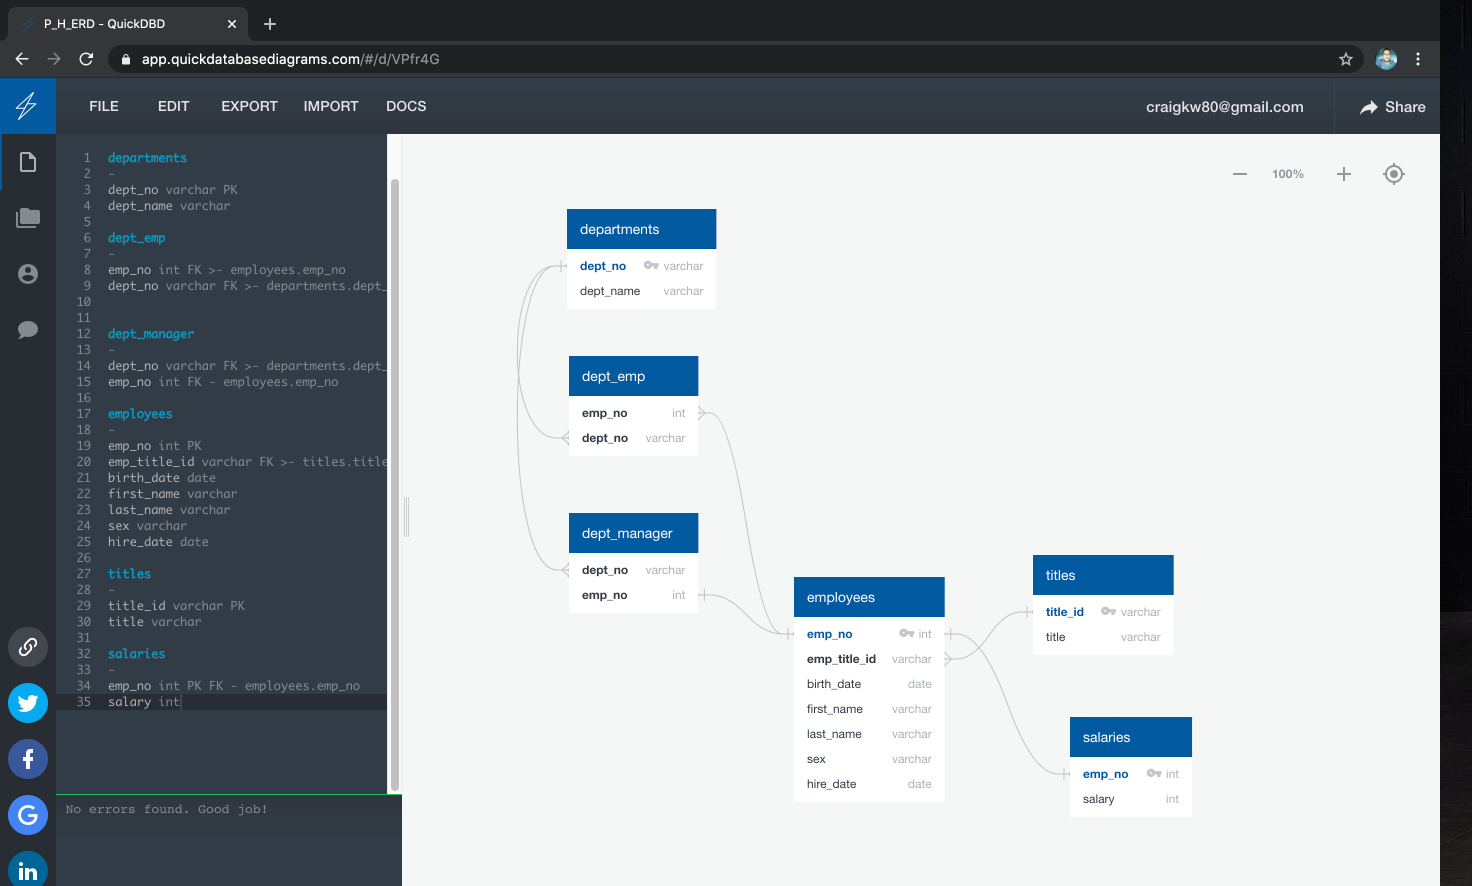 P_H_ERD - QuickDBD
app.quickdatabasediagrams.com/#/d/VPfr4G
FILE EDIT EXPORT IMPORT DOCS
craigkw80@gmail.com
Share
1 departments
2 -
3 dept_no varchar PK
4 dept_name varchar
5
6 dept_emp
7 -
8 emp_no int FK >- employees.emp_no
9 dept_no varchar FK >- departments.dept_
10
11
12 dept_manager
13 -
14 dept_no varchar FK >- departments.dept_
15 emp_no int FK - employees.emp_no
16
17 employees
18 -
19 emp_no int PK
20 emp_title_id varchar FK >- titles.title
21 birth_date date
22 first_name varchar
23 last_name varchar
24 sex varchar
25 hire_date date
26
27 titles
28 -
29 title_id varchar PK
30 title varchar
31
32 salaries
33 -
34 emp_no int PK FK - employees.emp_no
35 salary int
No errors found. Good job!
100%
departments
dept_no varchar
dept_name varchar
dept_emp
emp_no int
dept_no varchar
dept_manager
dept_no varchar
emp_no int
employees
emp_no int
emp_title_id varchar
birth_date date
first_name varchar
last_name varchar
sex varchar
hire_date date
titles
title_id varchar
title varchar
salaries
emp_no int
salary int
f
G
in